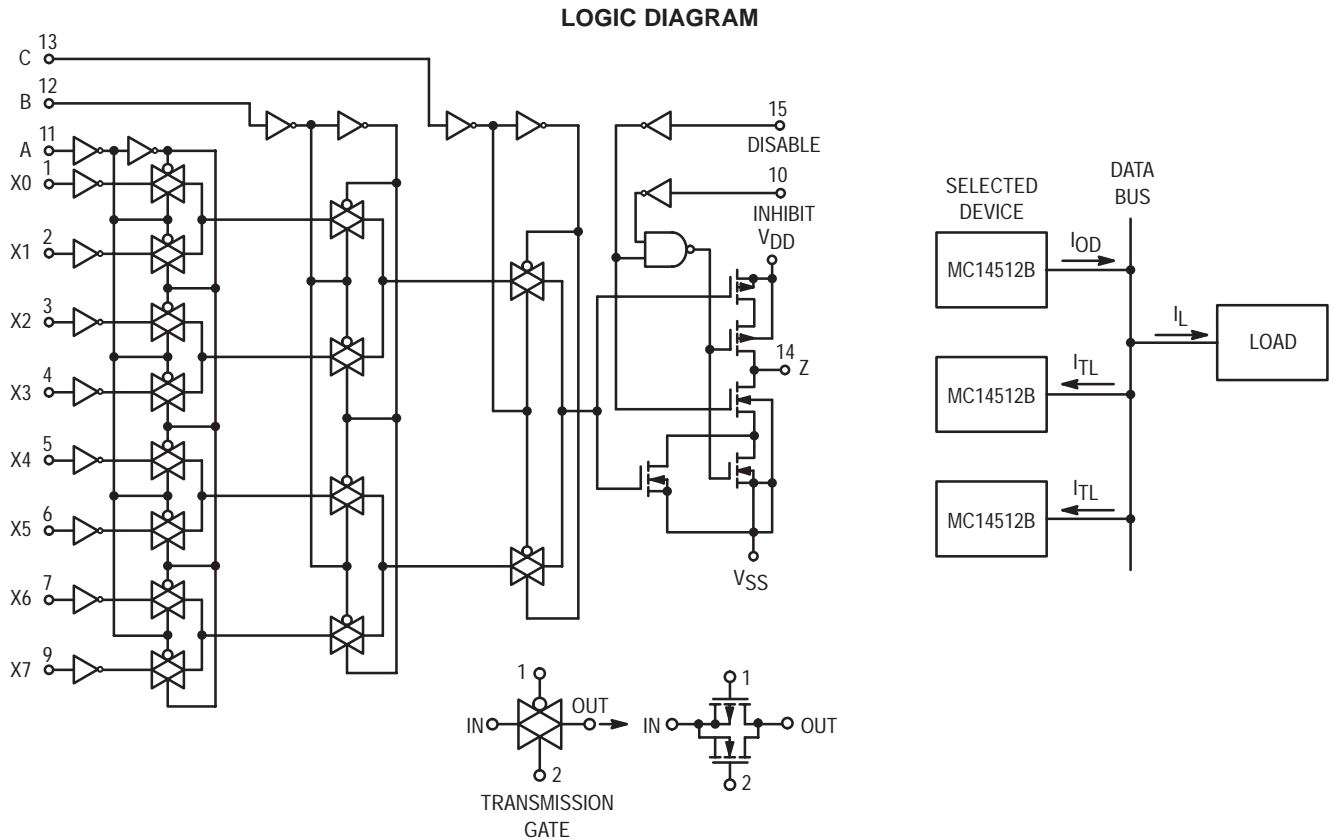 LOGIC DIAGRAM
C 13
B 12
A 11
X0 1
X1 2
X2 3
X3 4
X4 5
X5 6
X6 7
X7 9
15
DISABLE
10
INHIBIT
VDD
14 Z
VSS
SELECTED
DEVICE
DATA
BUS
MC14512B
IOD
IL
LOAD
MC14512B
ITL
MC14512B
ITL
1
IN OUT
2
TRANSMISSION
GATE
1
IN OUT
2